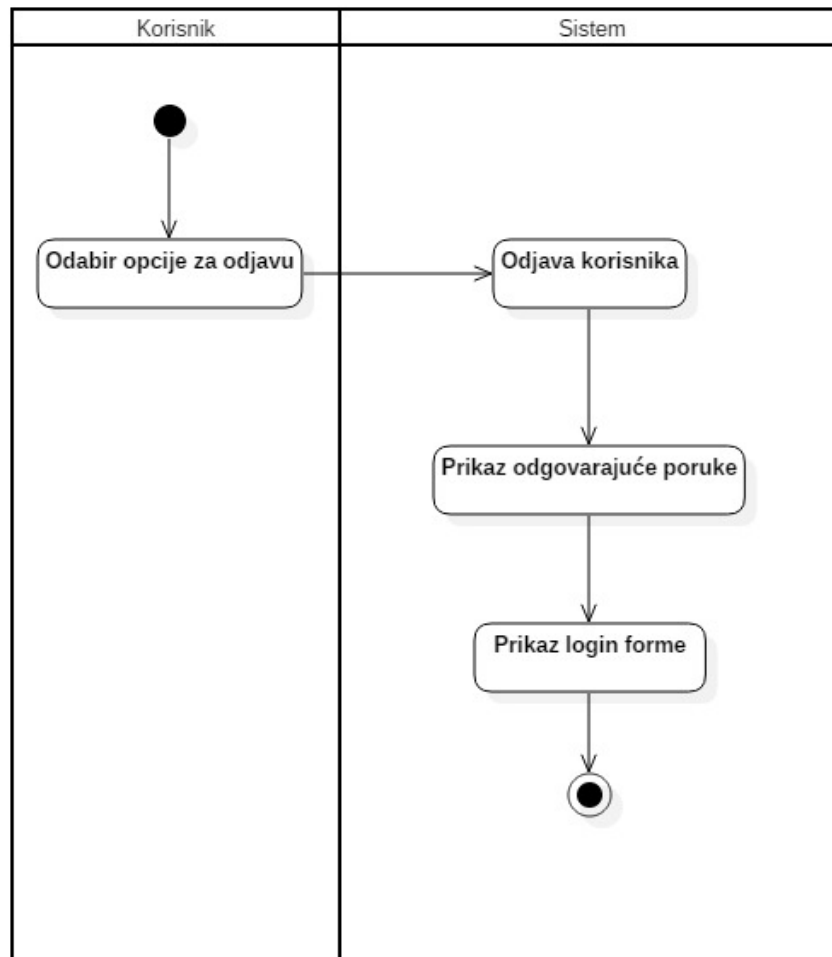 Korisnik
Sistem
Odabir opcije za odjavu
Odjava korisnika
Prikaz odgovarajuće poruke
Prikaz login forme